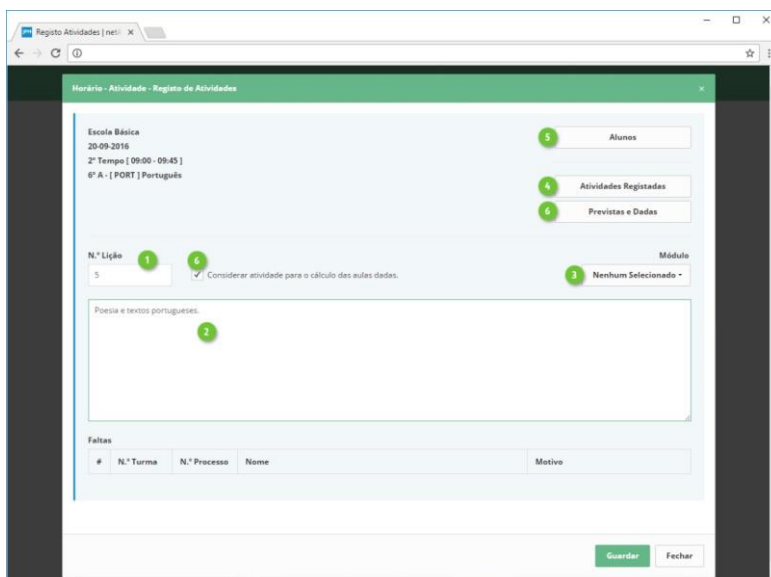 JPM Registo Atividades | net
Horário - Atividade - Registo de Atividades
Escola Básica
20-09-2016
2º Tempo [ 09:00 - 09:45 ]
6º A - [ PORT ] Português
5 Alunos
4 Atividades Registadas
6 Previstas e Dadas
N.º Lição 1
5
6 Considerar atividade para o cálculo das aulas dadas.
Módulo
3 Nenhum Selecionado
Poesia e textos portugueses.
2
Faltas
# N.º Turma N.º Processo Nome Motivo
Guardar Fechar